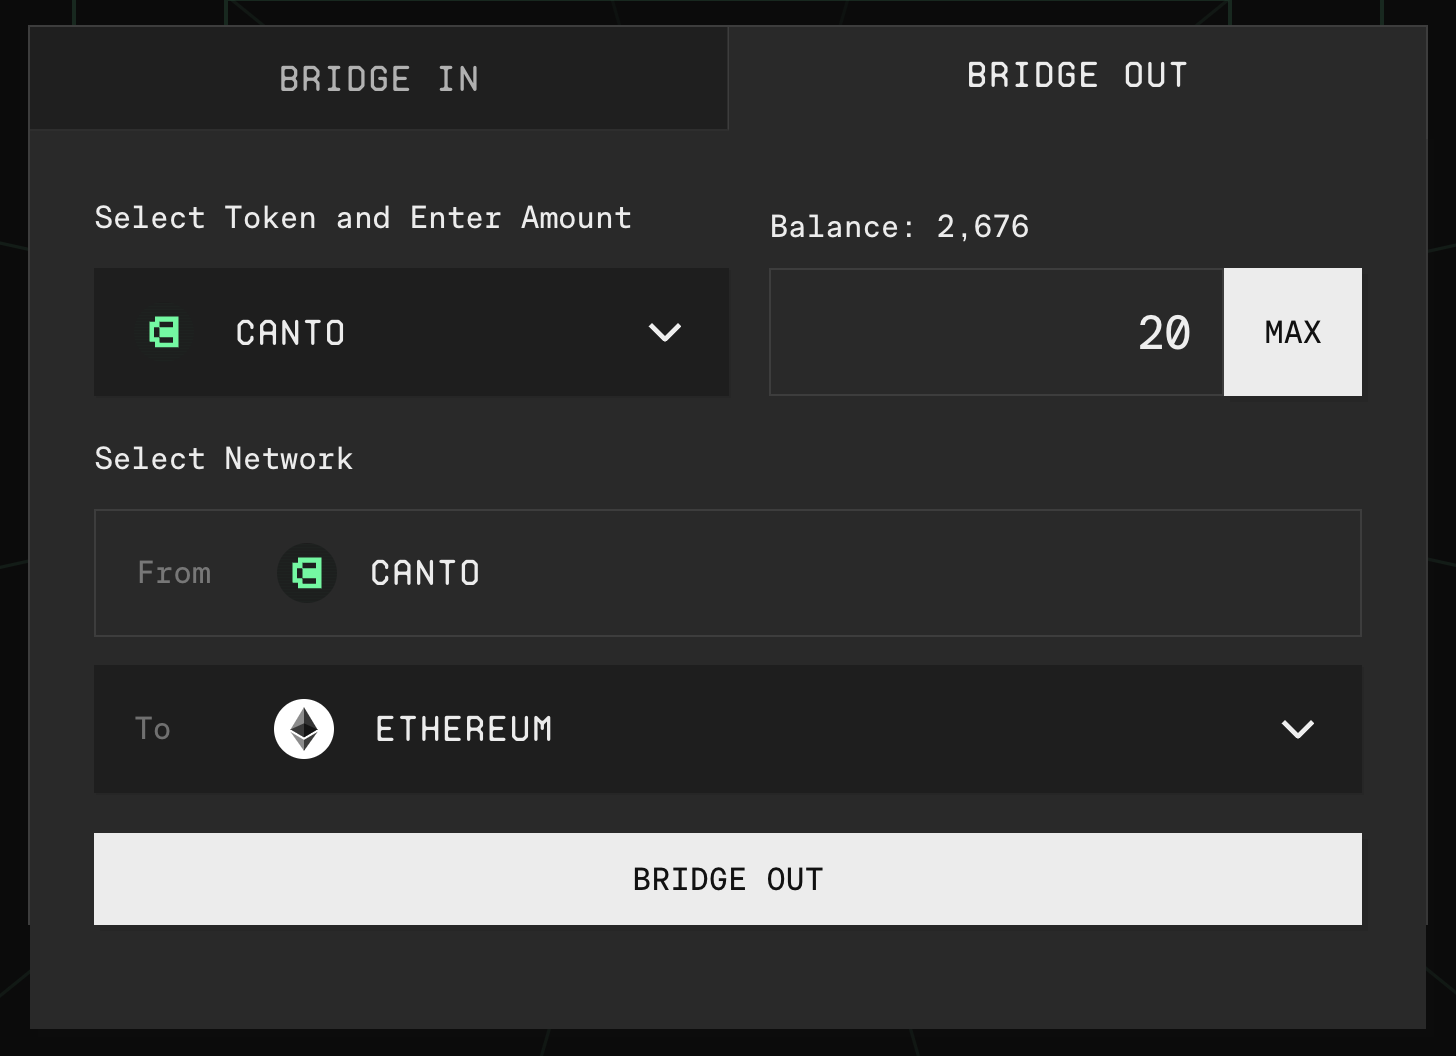 BRIDGE IN
BRIDGE OUT
Select Token and Enter Amount
Balance: 2,676
CANTO
20
MAX
Select Network
From
CANTO
To
ETHEREUM
BRIDGE OUT